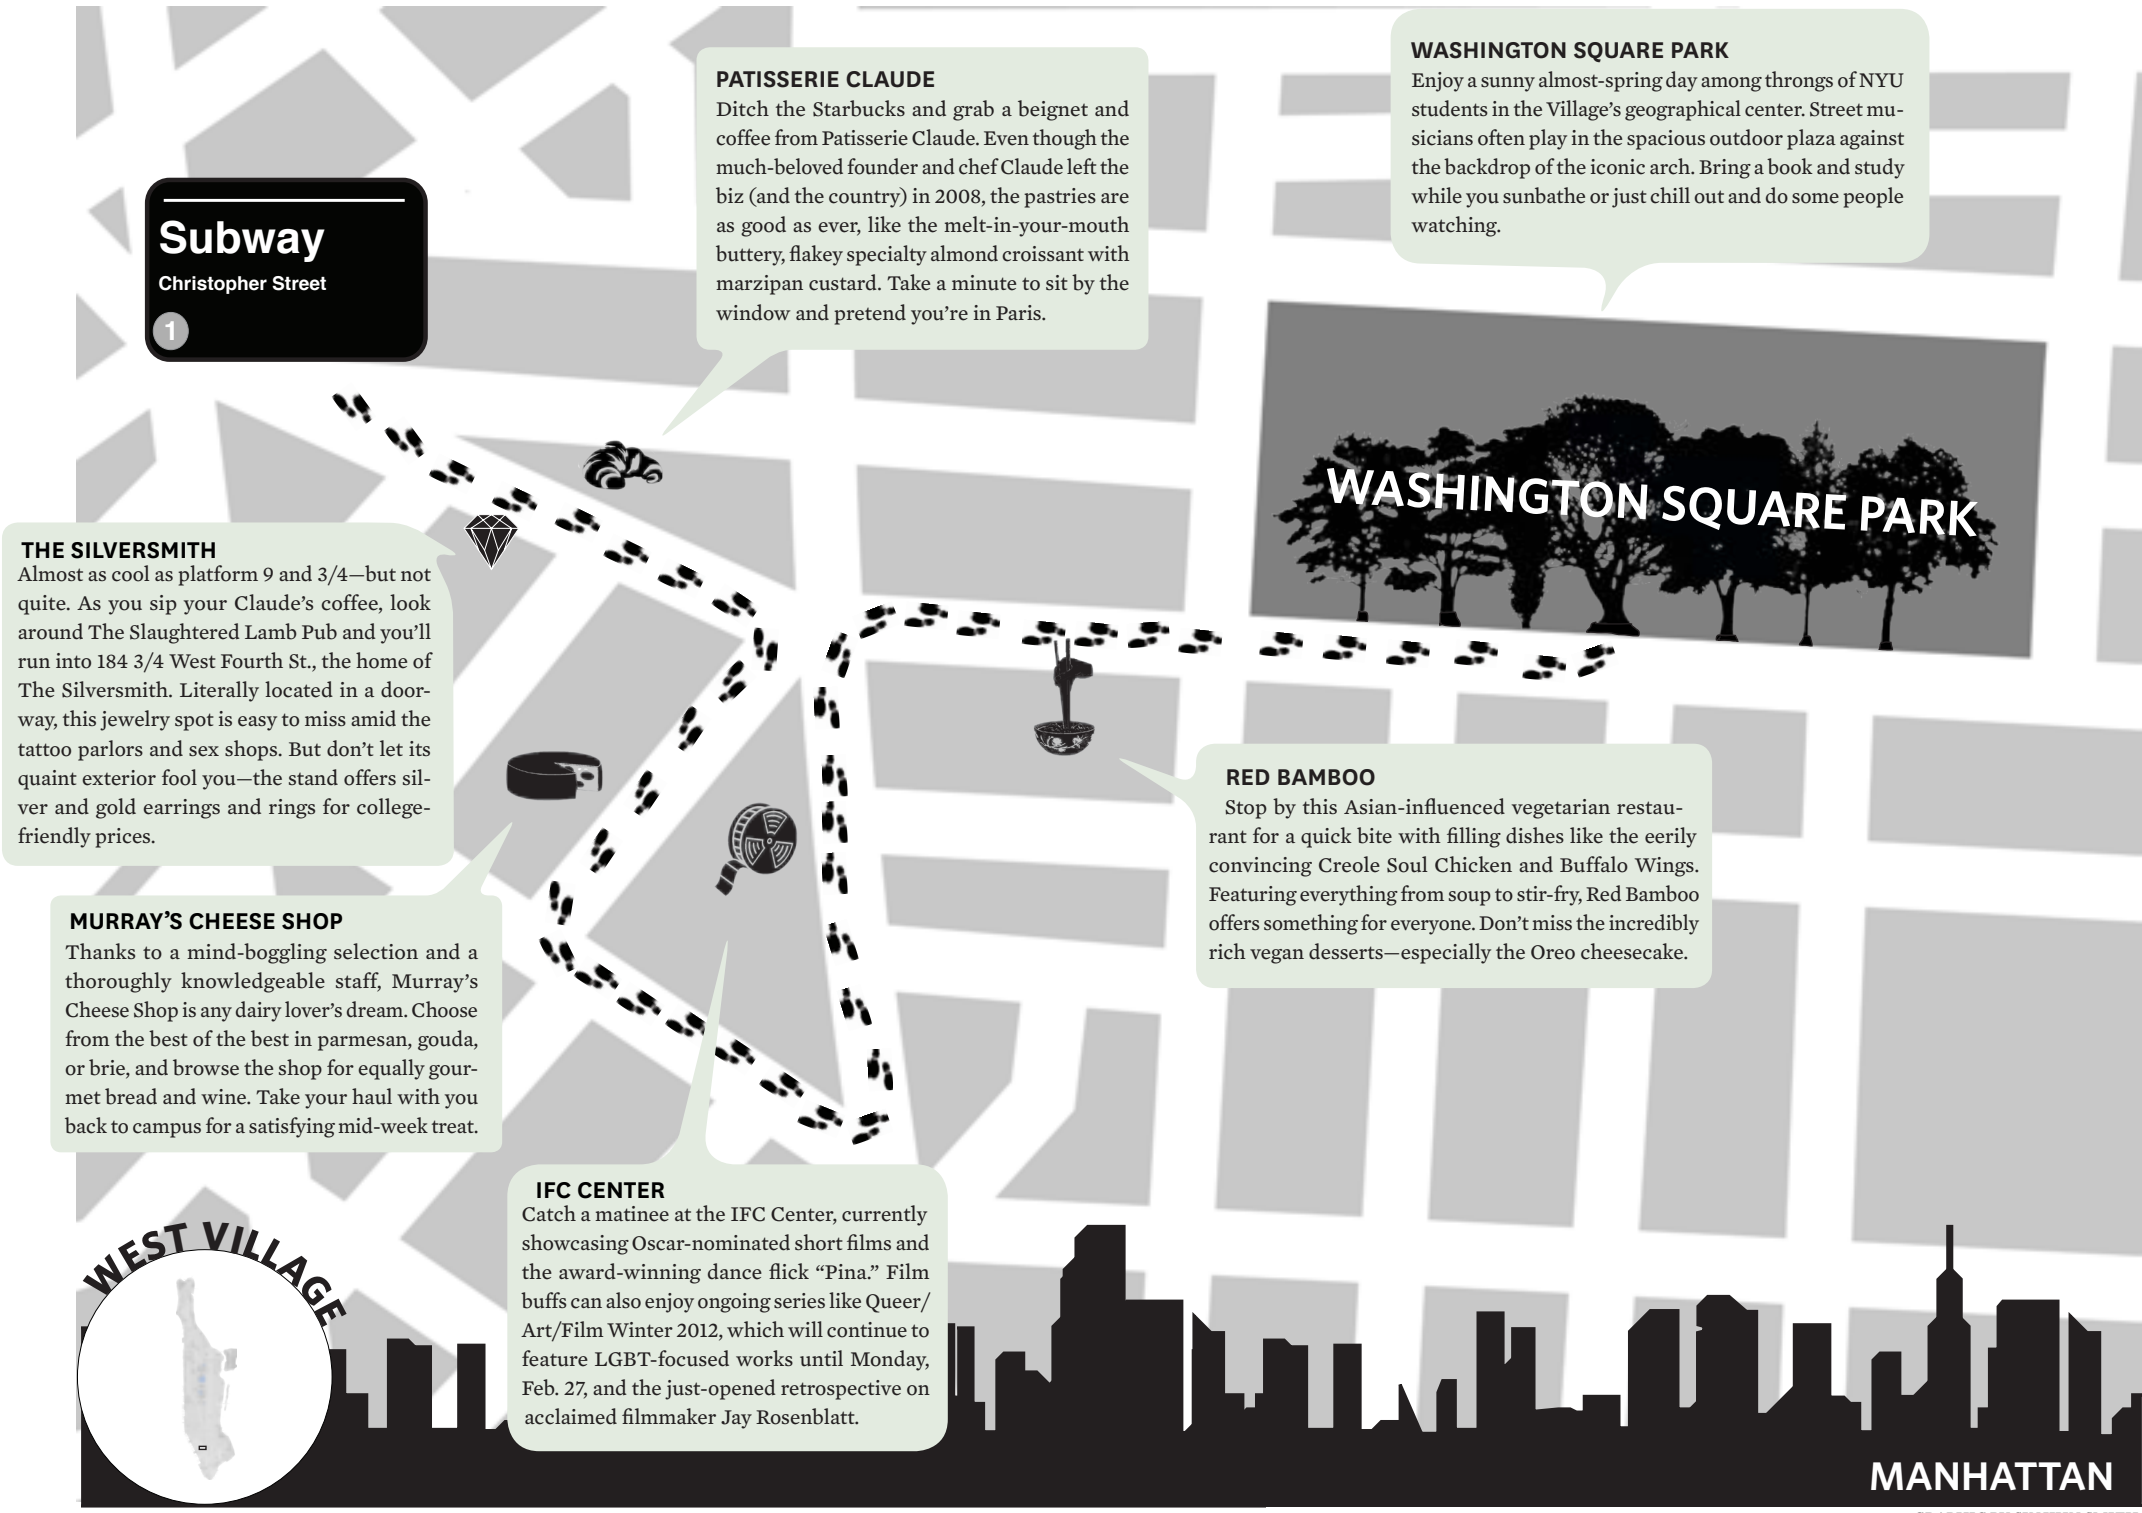 Subway
Christopher Street
1
PATISSERIE CLAUDE
Ditch the Starbucks and grab a beignet and
coffee from Patisserie Claude. Even though the
much-beloved founder and chef Claude left the
biz (and the country) in 2008, the pastries are
as good as ever, like the melt-in-your-mouth
buttery, flakey specialty almond croissant with
marzipan custard. Take a minute to sit by the
window and pretend you’re in Paris.
WASHINGTON SQUARE PARK
Enjoy a sunny almost-spring day among throngs of NYU
students in the Village’s geographical center. Street mu-
sicians often play in the spacious outdoor plaza against
the backdrop of the iconic arch. Bring a book and study
while you sunbathe or just chill out and do some people
watching.
WASHINGTON SQUARE PARK
THE SILVERSMITH
Almost as cool as platform 9 and 3/4—but not
quite. As you sip your Claude’s coffee, look
around The Slaughtered Lamb Pub and you’ll
run into 184 3/4 West Fourth St., the home of
The Silversmith. Literally located in a door-
way, this jewelry spot is easy to miss amid the
tattoo parlors and sex shops. But don’t let its
quaint exterior fool you—the stand offers sil-
ver and gold earrings and rings for college-
friendly prices.
RED BAMBOO
Stop by this Asian-influenced vegetarian restau-
rant for a quick bite with filling dishes like the eerily
convincing Creole Soul Chicken and Buffalo Wings.
Featuring everything from soup to stir-fry, Red Bamboo
offers something for everyone. Don’t miss the incredibly
rich vegan desserts—especially the Oreo cheesecake.
MURRAY’S CHEESE SHOP
Thanks to a mind-boggling selection and a
thoroughly knowledgeable staff, Murray’s
Cheese Shop is any dairy lover’s dream. Choose
from the best of the best in parmesan, gouda,
or brie, and browse the shop for equally gour-
met bread and wine. Take your haul with you
back to campus for a satisfying mid-week treat.
IFC CENTER
Catch a matinee at the IFC Center, currently
showcasing Oscar-nominated short films and
the award-winning dance flick “Pina.” Film
buffs can also enjoy ongoing series like Queer/
Art/Film Winter 2012, which will continue to
feature LGBT-focused works until Monday,
Feb. 27, and the just-opened retrospective on
acclaimed filmmaker Jay Rosenblatt.
WEST VILLAGE
MANHATTAN